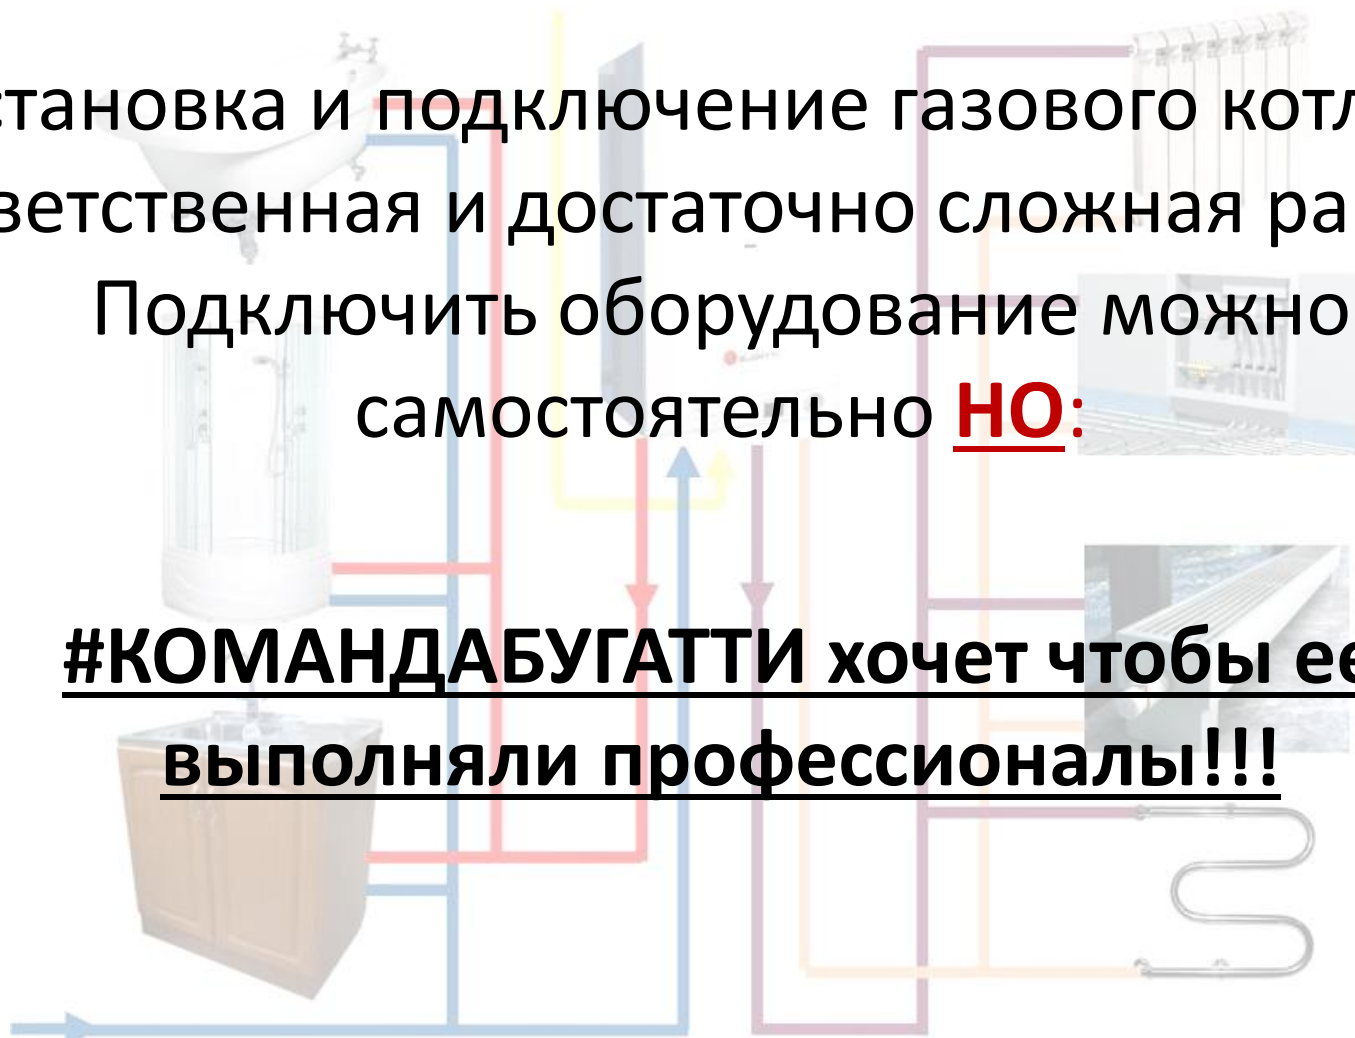 становка и подключение газового котл
ветственная и достаточно сложная ра
Подключить оборудование можно
самостоятельно НО:
#КОМАНДАБУГАТТИ хочет чтобы ее
выполняли профессионалы!!!